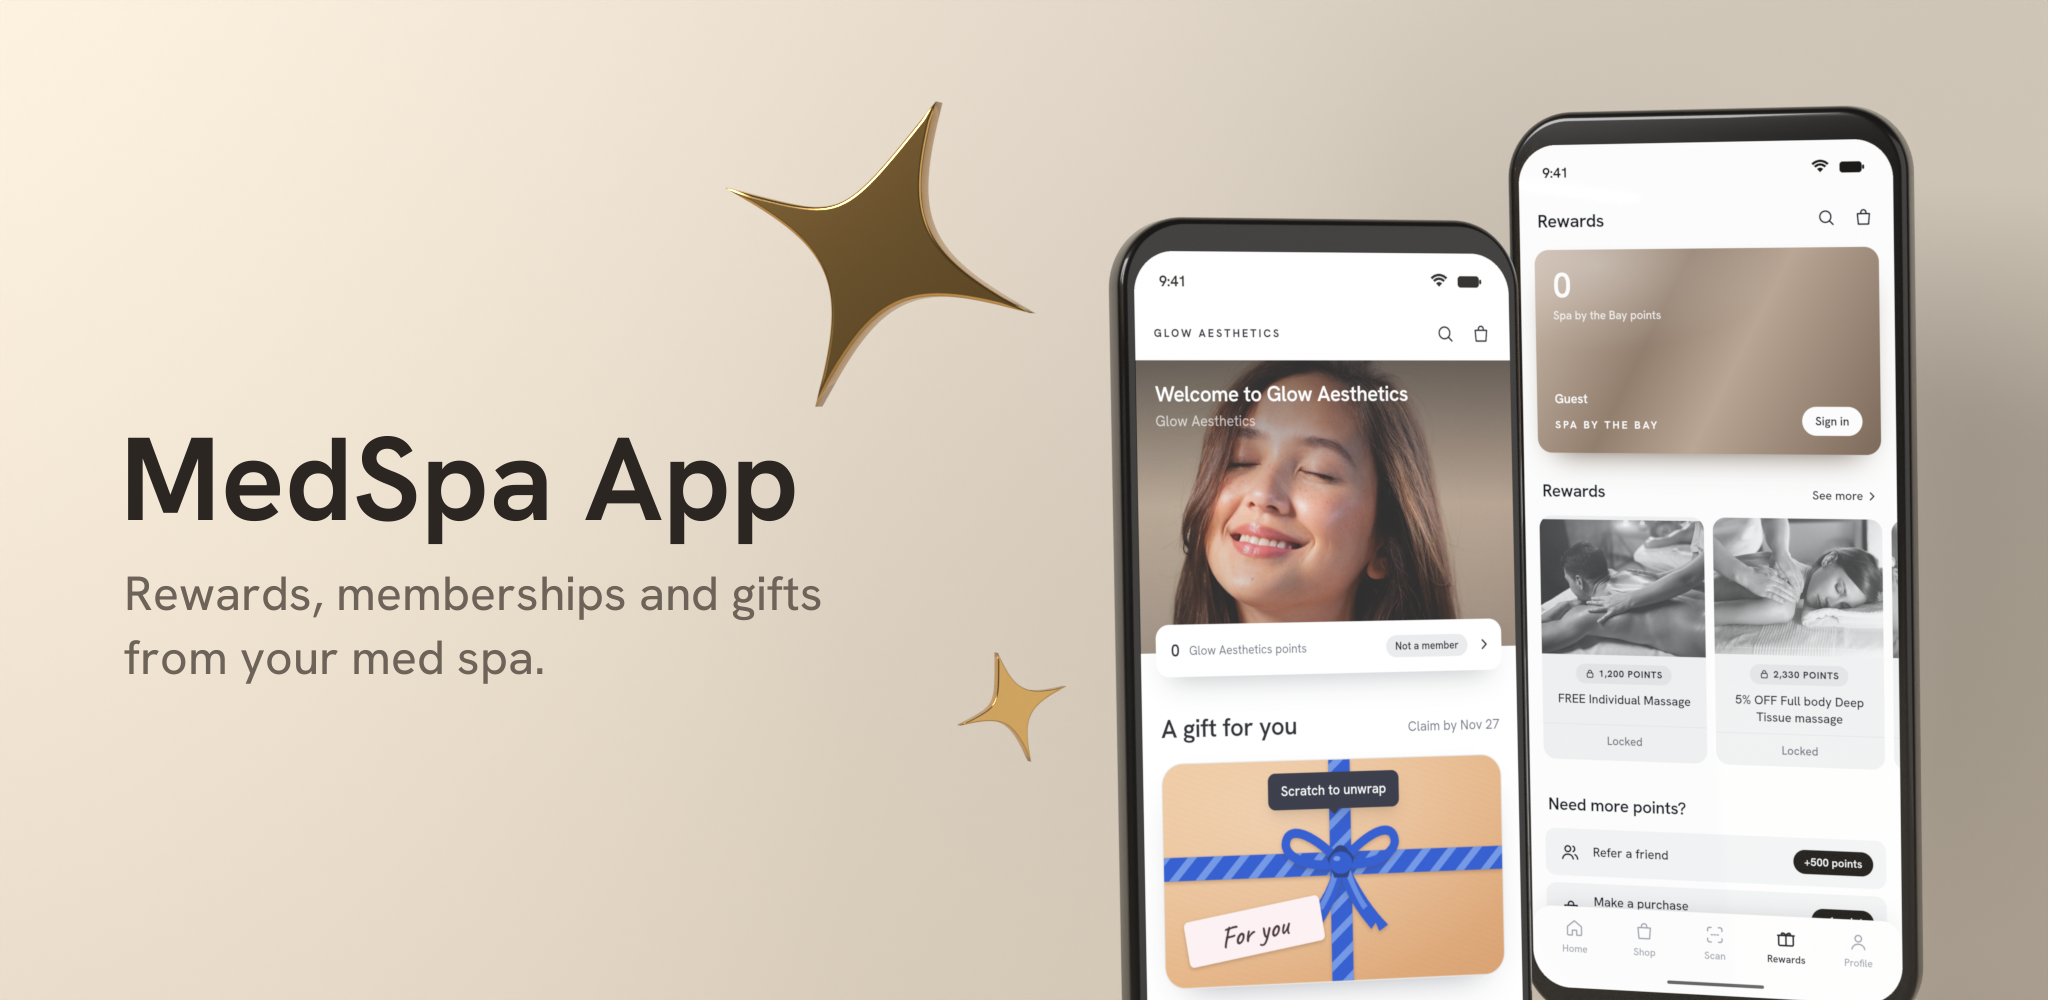 MedSpa App
Rewards, memberships and gifts
from your med spa.
9:41
GLOW AESTHETICS
Welcome to Glow Aesthetics
Glow Aesthetics
0 Glow Aesthetics points
Not a member
A gift for you
Claim by Nov 27
Scratch to unwrap
For you
9:41
Rewards
0
Spa by the Bay points
Guest
SPA BY THE BAY
Sign in
Rewards
See more
1,200 POINTS
FREE Individual Massage
Locked
2,330 POINTS
5% OFF Full body Deep
Tissue massage
Locked
Need more points?
Refer a friend
+500 points
Make a purchase
Home
Shop
Scan
Rewards
Profile